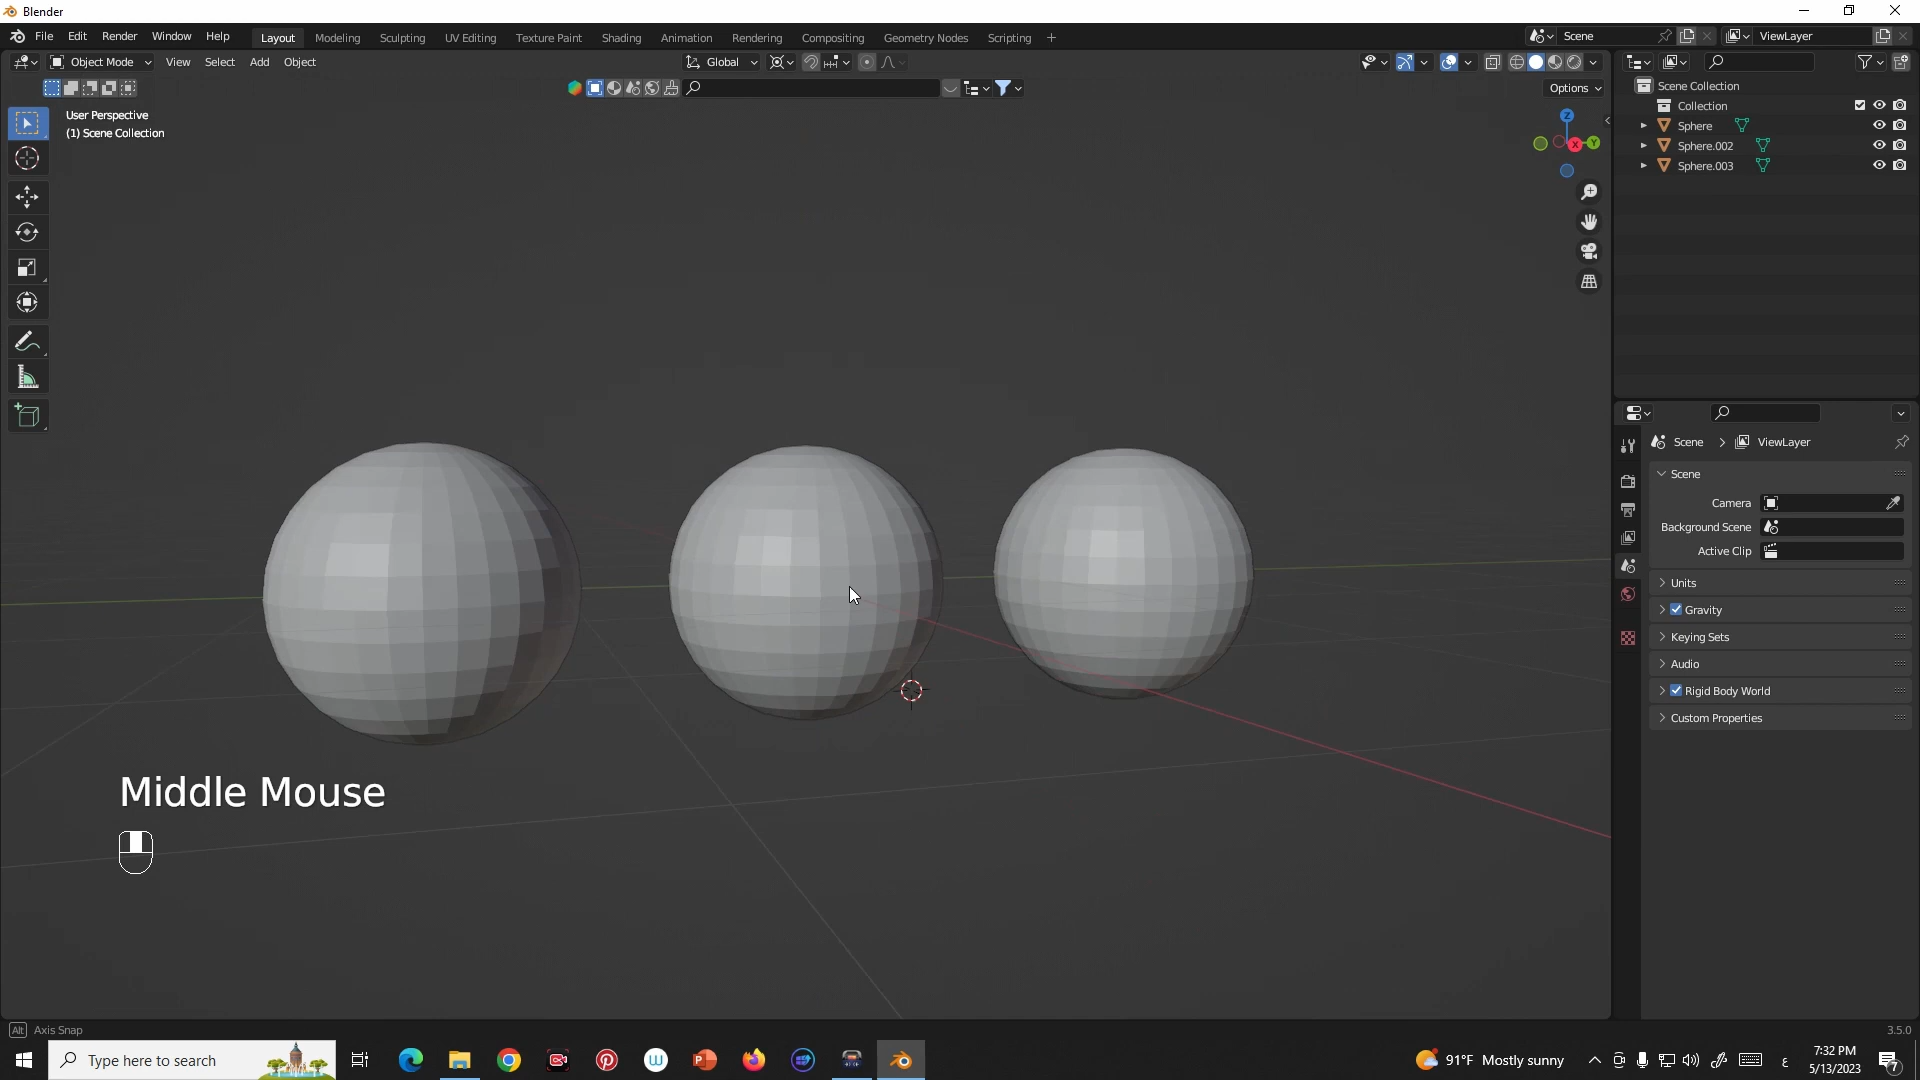 Blender
File Edit Render Window Help Layout Modeling Sculpting UV Editing Texture Paint Shading Animation Rendering Compositing Geometry Nodes Scripting + Scene ViewLayer
Object Mode View Select Add Object Global
Options
User Perspective
(1) Scene Collection
Z
X
Y
Scene Collection
Collection
Sphere
Sphere.002
Sphere.003
Scene > ViewLayer
Scene
Camera
Background Scene
Active Clip
Units
Gravity
Keying Sets
Audio
Rigid Body World
Custom Properties
Middle Mouse
Alt Axis Snap
3.5.0
Type here to search
91°F Mostly sunny
ع
7:32 PM
5/13/2023
7